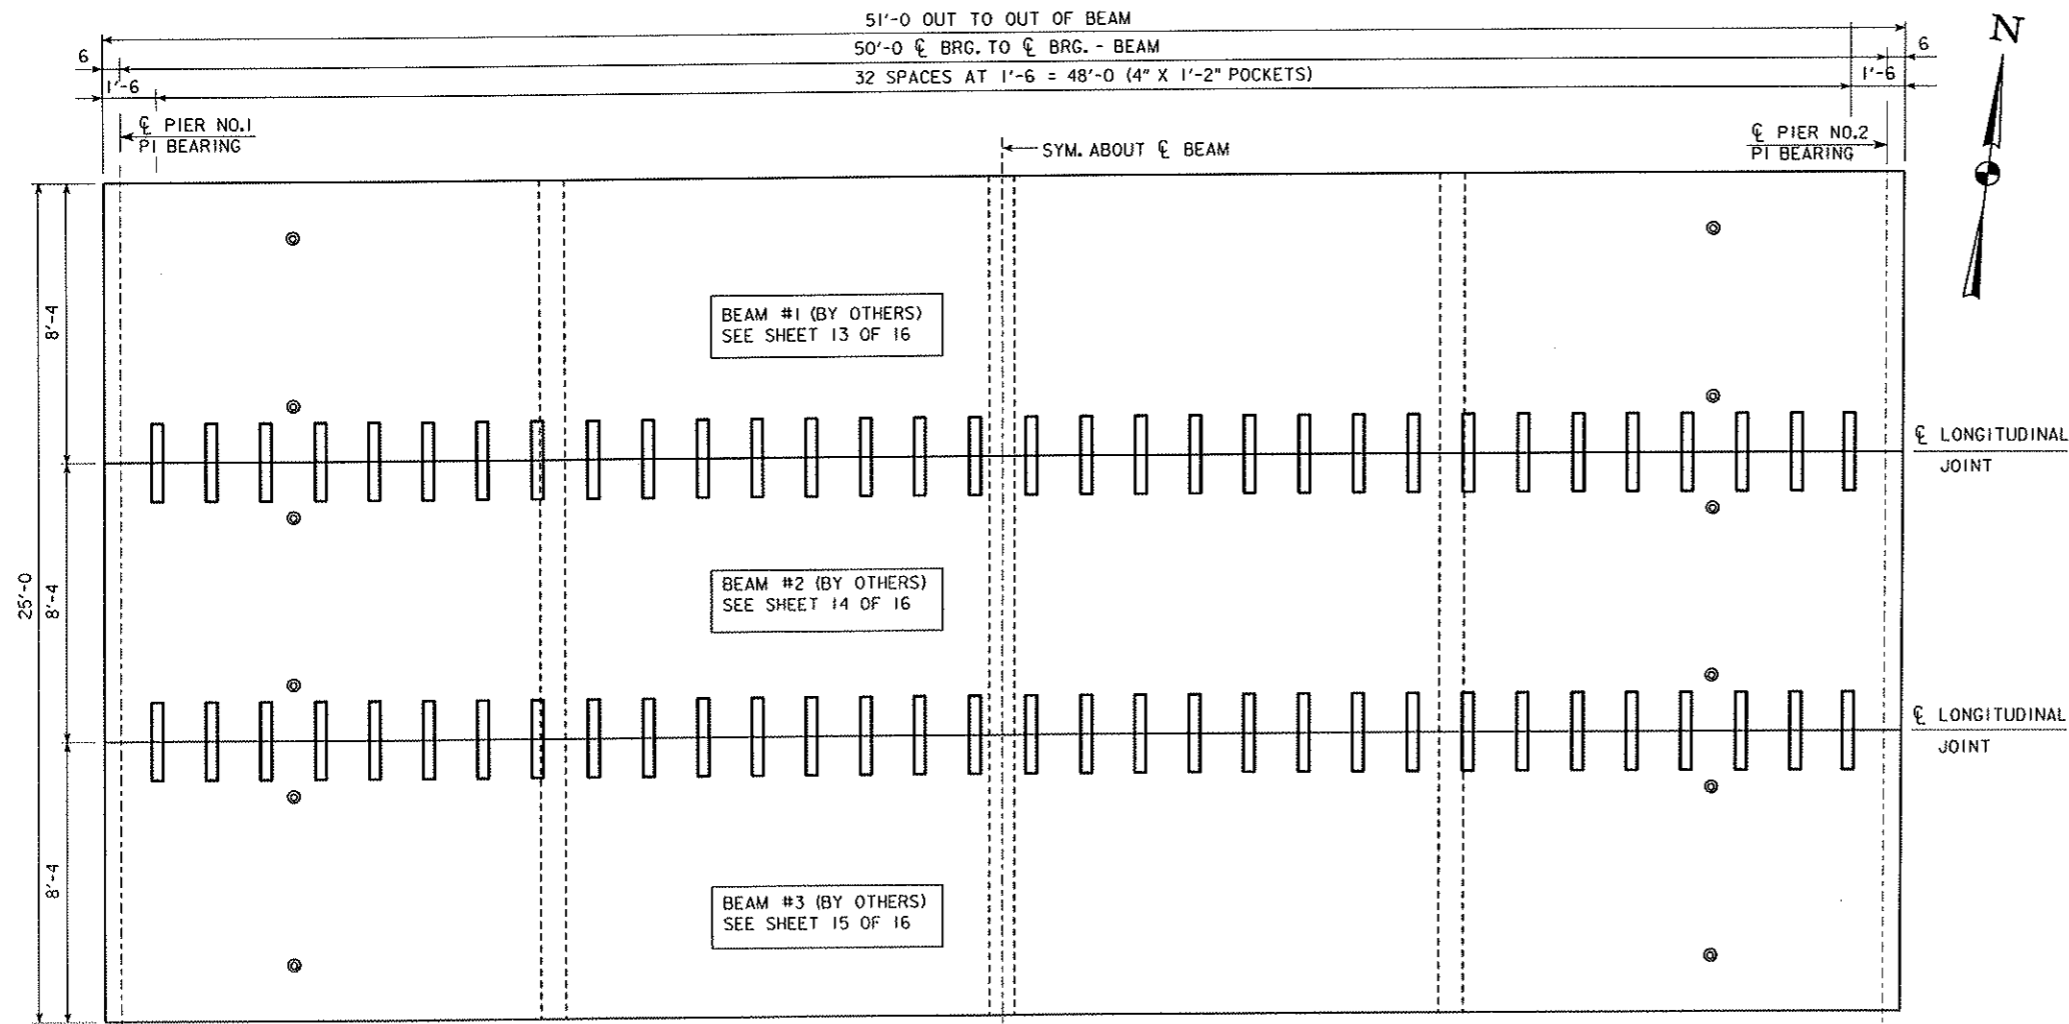 51'-0 OUT TO OUT OF BEAM
6
50'-0 ℄ BRG. TO ℄ BRG. - BEAM
6
1'-6
32 SPACES AT 1'-6 = 48'-0 (4" X 1'-2" POCKETS)
1'-6
N
℄ PIER NO.1
PI BEARING
SYM. ABOUT ℄ BEAM
℄ PIER NO.2
PI BEARING
8'-4
BEAM #1 (BY OTHERS)
SEE SHEET 13 OF 16
℄ LONGITUDINAL
JOINT
25'-0
8'-4
BEAM #2 (BY OTHERS)
SEE SHEET 14 OF 16
℄ LONGITUDINAL
JOINT
8'-4
BEAM #3 (BY OTHERS)
SEE SHEET 15 OF 16